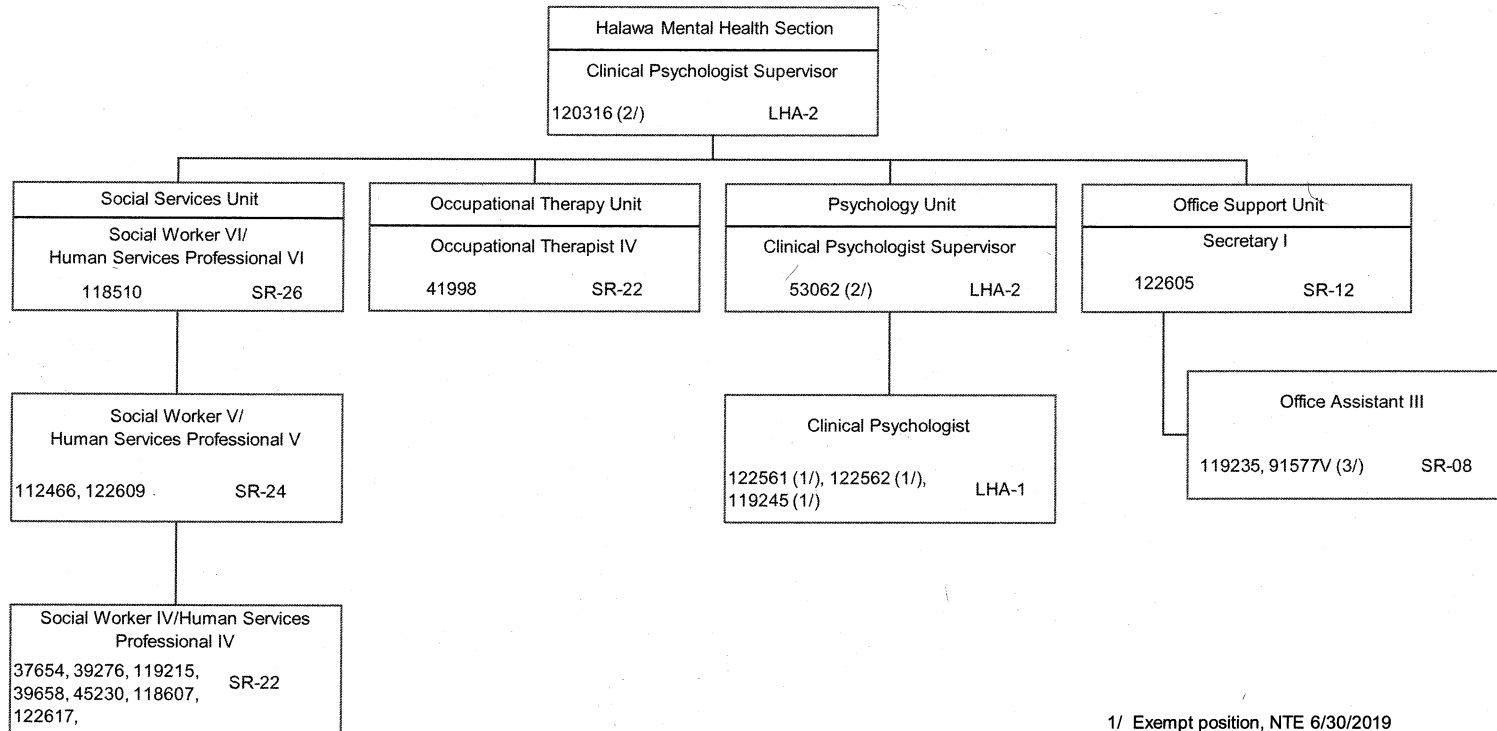 Halawa Mental Health Section
Clinical Psychologist Supervisor
120316 (2/) LHA-2
Social Services Unit
Social Worker VI/
Human Services Professional VI
118510 SR-26
Occupational Therapy Unit
Occupational Therapist IV
41998 SR-22
Psychology Unit
Clinical Psychologist Supervisor
53062 (2/) LHA-2
Office Support Unit
Secretary I
122605 SR-12
Social Worker V/
Human Services Professional V
112466, 122609 SR-24
Clinical Psychologist
122561 (1/), 122562 (1/),
119245 (1/) LHA-1
Office Assistant III
119235, 91577V (3/) SR-08
Social Worker IV/Human Services
Professional IV
37654, 39276, 119215,
39658, 45230, 118607,
122617,
SR-22
1/ Exempt position, NTE 6/30/2019